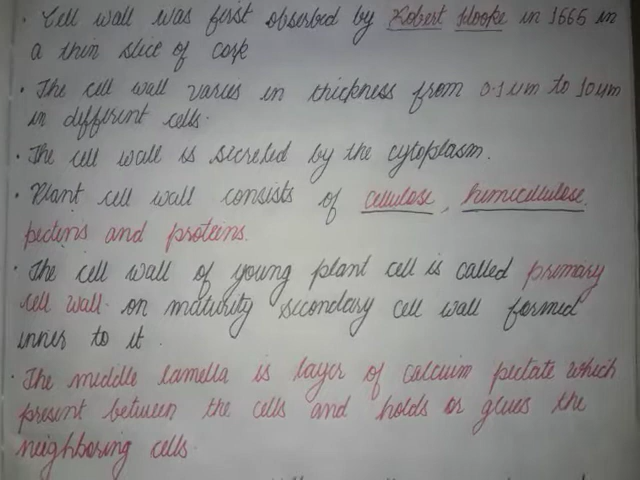 · Cell wall was first observed by Robert Hooke in 1665 in
a thin slice of cork
· The cell wall varies in thickness from 0.1 um to 10 um
in different cells.
· The cell wall is secreted by the cytoplasm.
· Plant cell wall consists of cellulose, hemicellulose,
pectins and proteins.
· The cell wall of young plant cell is called primary
cell wall. on maturity secondary cell wall formed
inner to it.
· The middle lamella is layer of calcium pectate which
present between the cells and holds or glues the
neighboring cells.